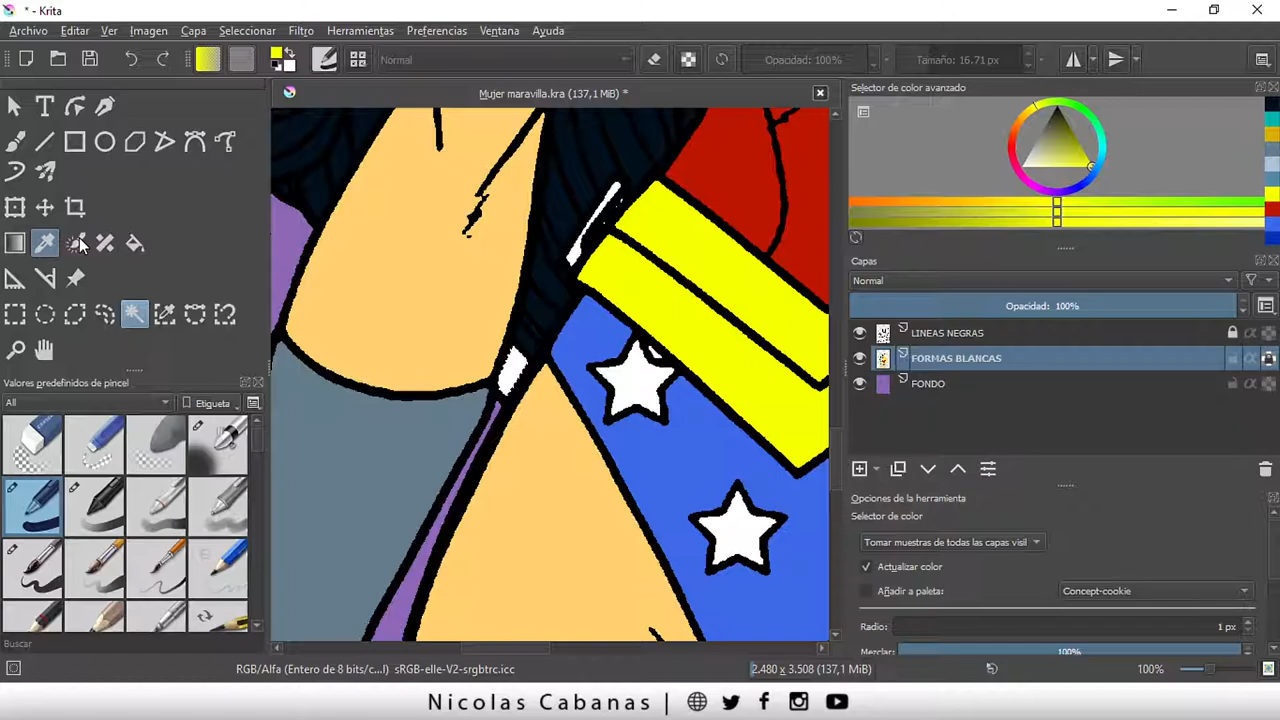 * - Krita
Archivo Editar Ver Imagen Capa Seleccionar Filtro Herramientas Preferencias Ventana Ayuda
Normal Opacidad: 100% Tamaño: 16.71 px
Mujer maravilla.kra (137,1 MiB) *
Selector de color avanzado
Capas
Normal
Opacidad: 100%
LINEAS NEGRAS
FORMAS BLANCAS
FONDO
Valores predefinidos de pincel
All Etiqueta
Opciones de la herramienta
Selector de color
Tomar muestras de todas las capas visil
Actualizar color
Añadir a paleta: Concept-cookie
Radio: 1 px
Mezclar: 100%
Buscar
RGB/Alfa (Entero de 8 bits/c...l) sRGB-elle-V2-srgbtrc.icc 2.480 x 3.508 (137,1 MiB) 100%
Nicolas Cabanas |